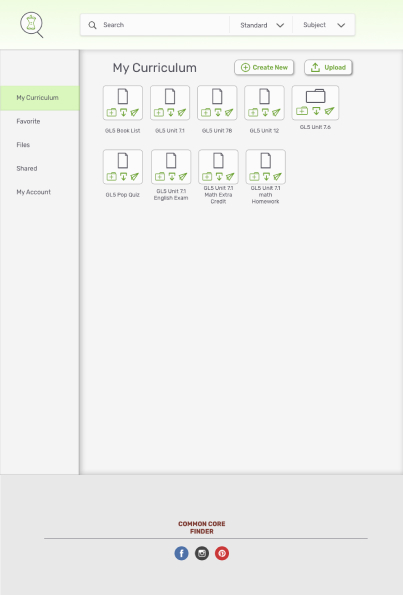 Search
Standard
Subject
My Curriculum
Create New
Upload
My Curriculum
Favorite
Files
Shared
My Account
GL5 Book List
GL5 Unit 7.1
GL5 Unit 7.8
GL5 Unit 12
GL5 Unit 7.6
GL5 Pop Quiz
GL5 Unit 7.1
English Exam
GL5 Unit 7.1
Math Extra
Credit
GL5 Unit 7.1
math
Homework
COMMON CORE
FINDER